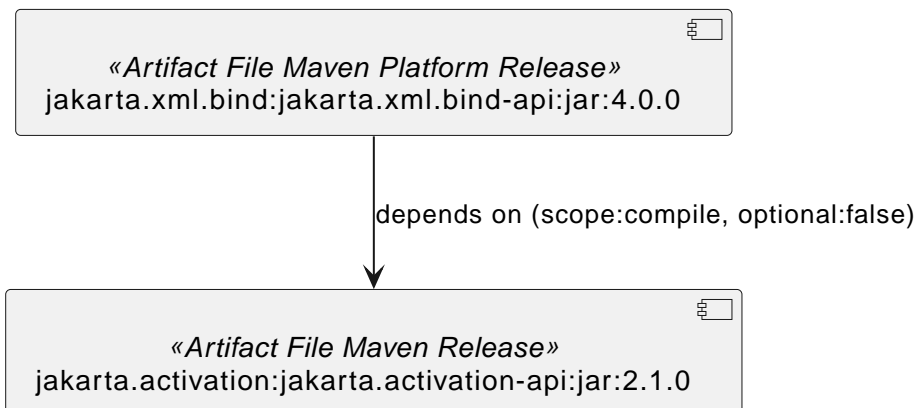 «Artifact File Maven Platform Release»
jakarta.xml.bind:jakarta.xml.bind-api:jar:4.0.0
depends on (scope:compile, optional:false)
«Artifact File Maven Release»
jakarta.activation:jakarta.activation-api:jar:2.1.0